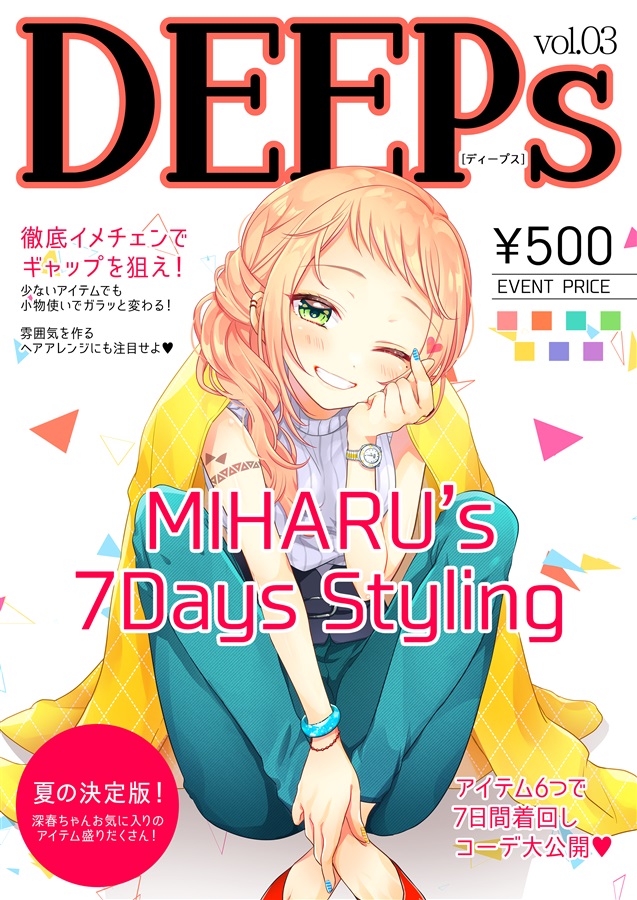 DEEPs
vol.03
[ディープス]
徹底イメチェンで
ギャップを狙え!
少ないアイテムでも
小物使いでガラッと変わる!
雰囲気を作る
ヘアアレンジにも注目せよ♥
¥500
EVENT PRICE
MIHARU's
7Days Styling
夏の決定版!
深春ちゃんお気に入りの
アイテム盛りだくさん!
アイテム6つで
7日間着回し
コーデ大公開♥